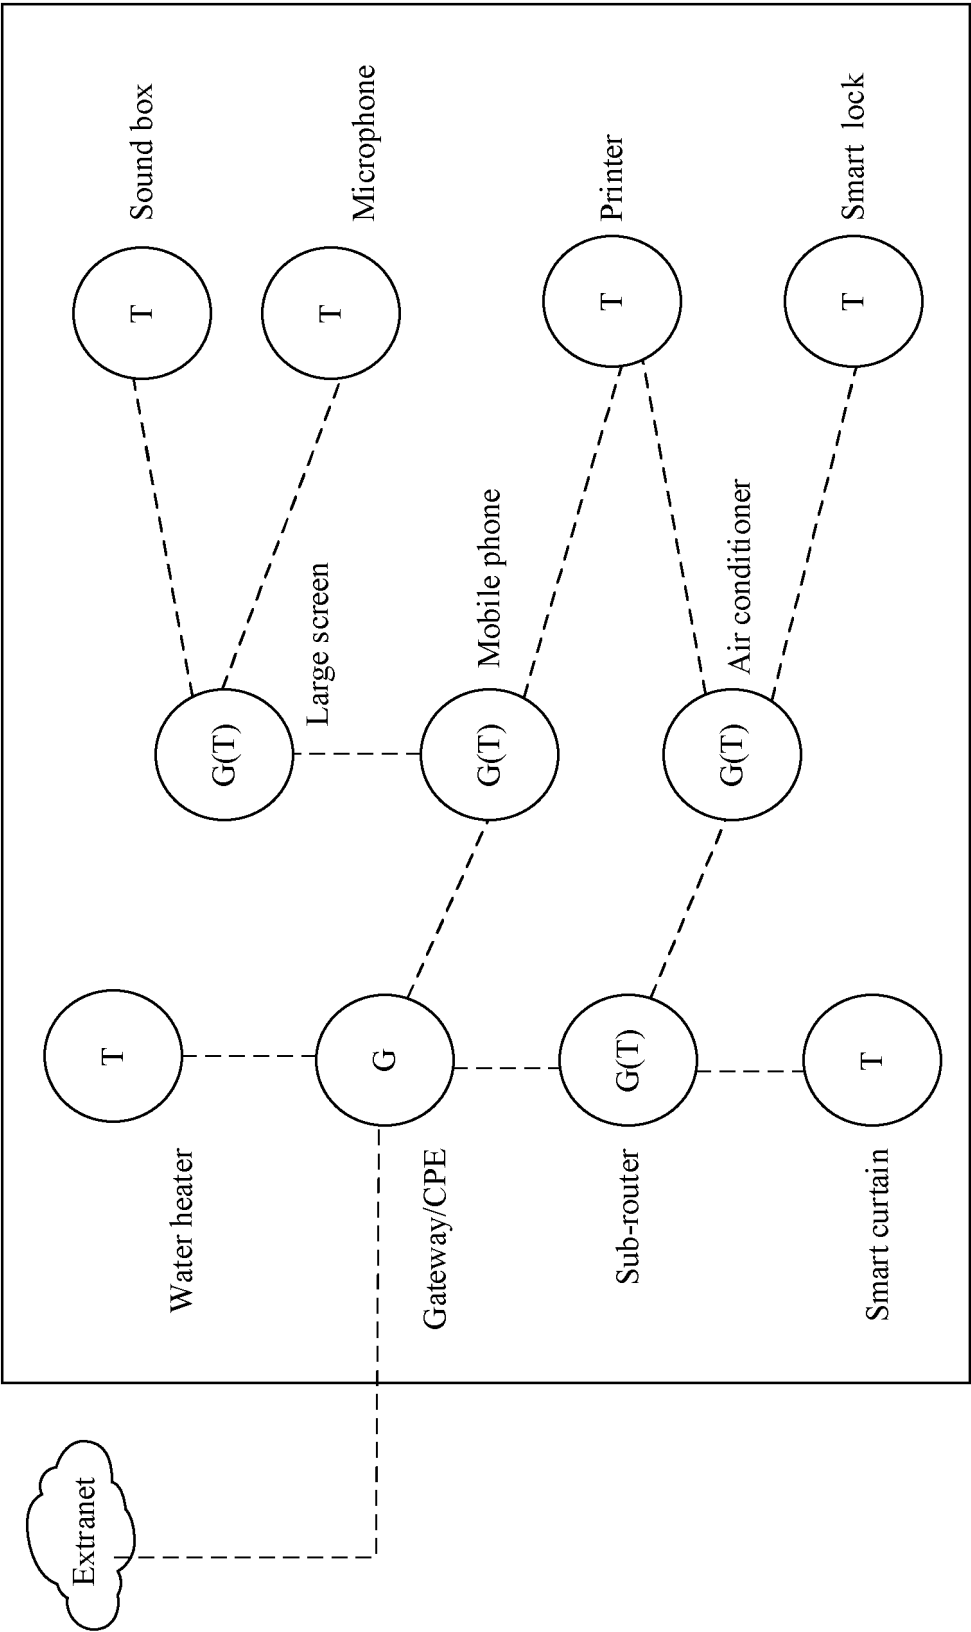 Extranet
Water heater
T
Gateway/CPE
G
Sub-router
G(T)
Smart curtain
T
G(T)
Large screen
G(T)
Mobile phone
G(T)
Air conditioner
T
Sound box
T
Microphone
T
Printer
T
Smart lock